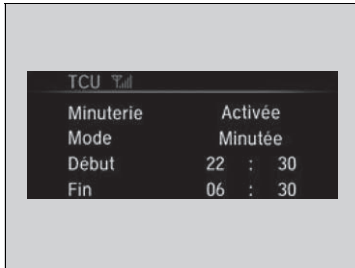 TCU
Minuterie Activée
Mode Minutée
Début 22 : 30
Fin 06 : 30